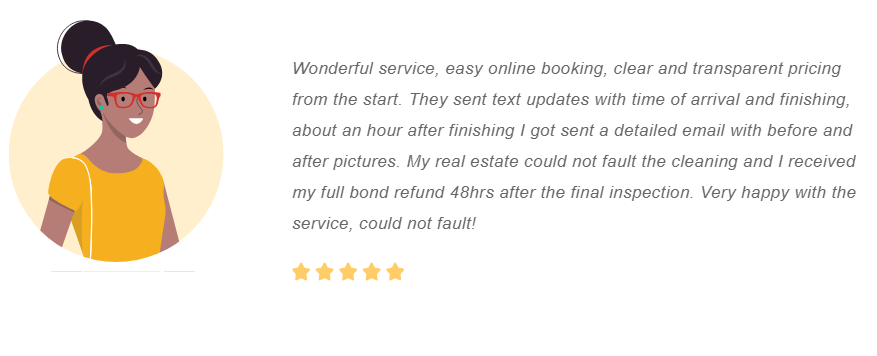 Wonderful service, easy online booking, clear and transparent pricing
from the start. They sent text updates with time of arrival and finishing,
about an hour after finishing I got sent a detailed email with before and
after pictures. My real estate could not fault the cleaning and I received
my full bond refund 48hrs after the final inspection. Very happy with the
service, could not fault!